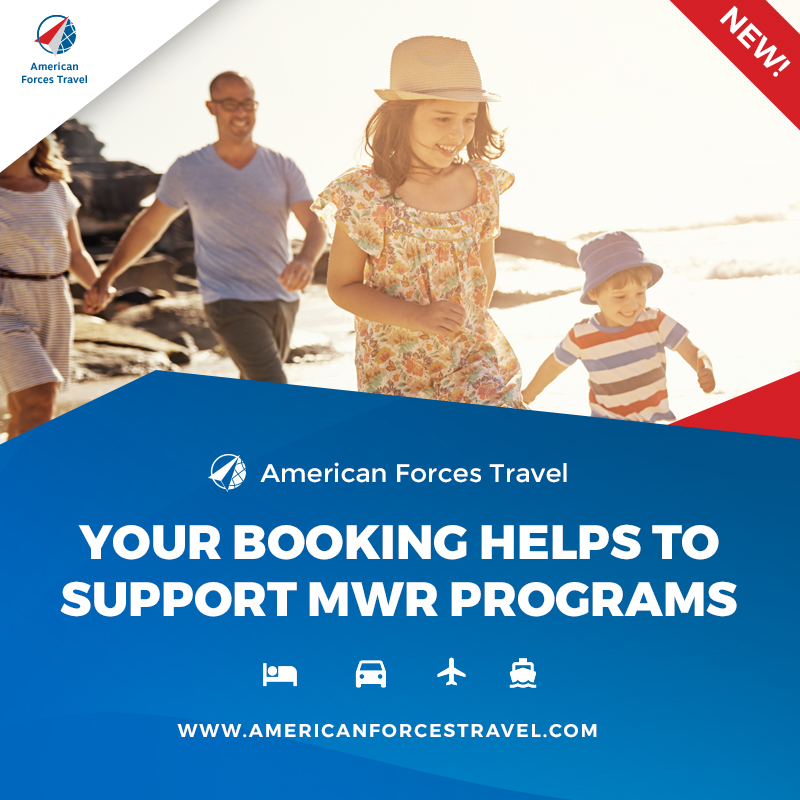 American
Forces Travel
NEW!
American Forces Travel
YOUR BOOKING HELPS TO
SUPPORT MWR PROGRAMS
WWW.AMERICANFORCESTRAVEL.COM